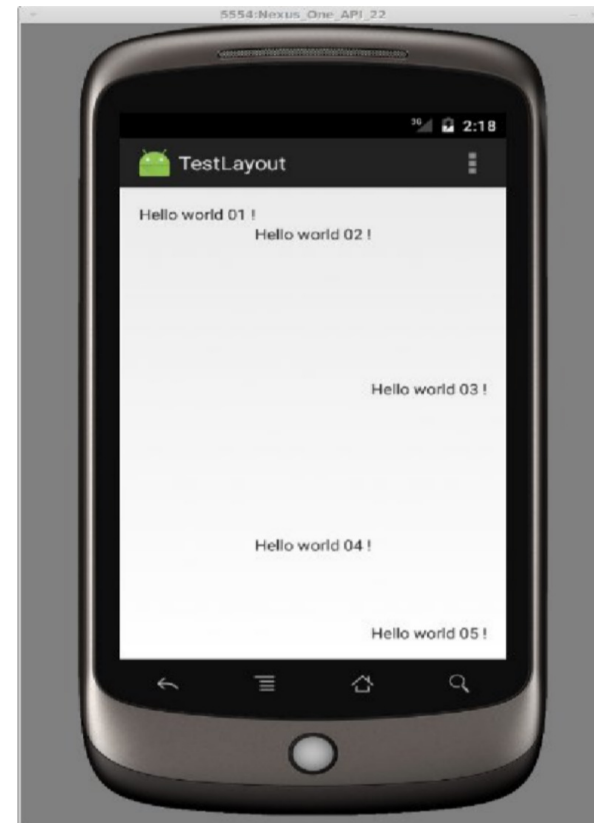 5554:Nexus_One_API_22
3G 2:18
TestLayout
Hello world 01 !
Hello world 02 !
Hello world 03 !
Hello world 04 !
Hello world 05 !